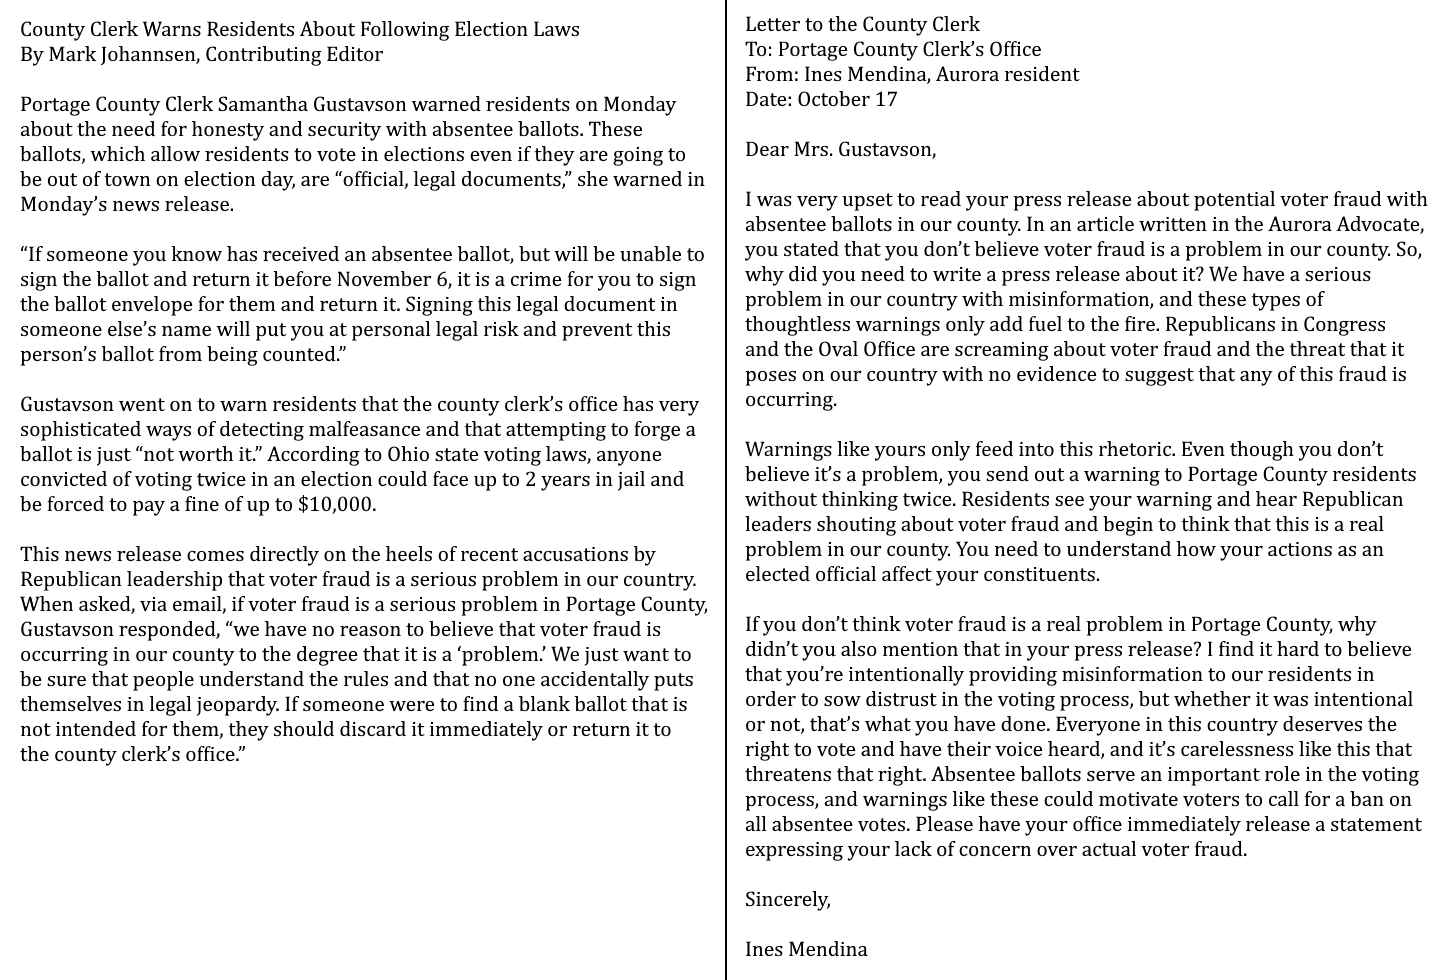 County Clerk Warns Residents About Following Election Laws
By Mark Johannsen, Contributing Editor
Portage County Clerk Samantha Gustavson warned residents on Monday
about the need for honesty and security with absentee ballots. These
ballots, which allow residents to vote in elections even if they are going to
be out of town on election day, are “official, legal documents,” she warned in
Monday’s news release.
“If someone you know has received an absentee ballot, but will be unable to
sign the ballot and return it before November 6, it is a crime for you to sign
the ballot envelope for them and return it. Signing this legal document in
someone else’s name will put you at personal legal risk and prevent this
person’s ballot from being counted.”
Gustavson went on to warn residents that the county clerk’s office has very
sophisticated ways of detecting malfeasance and that attempting to forge a
ballot is just “not worth it.” According to Ohio state voting laws, anyone
convicted of voting twice in an election could face up to 2 years in jail and
be forced to pay a fine of up to $10,000.
This news release comes directly on the heels of recent accusations by
Republican leadership that voter fraud is a serious problem in our country.
When asked, via email, if voter fraud is a serious problem in Portage County,
Gustavson responded, “we have no reason to believe that voter fraud is
occurring in our county to the degree that it is a ‘problem.’ We just want to
be sure that people understand the rules and that no one accidentally puts
themselves in legal jeopardy. If someone were to find a blank ballot that is
not intended for them, they should discard it immediately or return it to
the county clerk’s office.”
Letter to the County Clerk
To: Portage County Clerk’s Office
From: Ines Mendina, Aurora resident
Date: October 17
Dear Mrs. Gustavson,
I was very upset to read your press release about potential voter fraud with
absentee ballots in our county. In an article written in the Aurora Advocate,
you stated that you don’t believe voter fraud is a problem in our county. So,
why did you need to write a press release about it? We have a serious
problem in our country with misinformation, and these types of
thoughtless warnings only add fuel to the fire. Republicans in Congress
and the Oval Office are screaming about voter fraud and the threat that it
poses on our country with no evidence to suggest that any of this fraud is
occurring.
Warnings like yours only feed into this rhetoric. Even though you don’t
believe it’s a problem, you send out a warning to Portage County residents
without thinking twice. Residents see your warning and hear Republican
leaders shouting about voter fraud and begin to think that this is a real
problem in our county. You need to understand how your actions as an
elected official affect your constituents.
If you don’t think voter fraud is a real problem in Portage County, why
didn’t you also mention that in your press release? I find it hard to believe
that you’re intentionally providing misinformation to our residents in
order to sow distrust in the voting process, but whether it was intentional
or not, that’s what you have done. Everyone in this country deserves the
right to vote and have their voice heard, and it’s carelessness like this that
threatens that right. Absentee ballots serve an important role in the voting
process, and warnings like these could motivate voters to call for a ban on
all absentee votes. Please have your office immediately release a statement
expressing your lack of concern over actual voter fraud.
Sincerely,
Ines Mendina